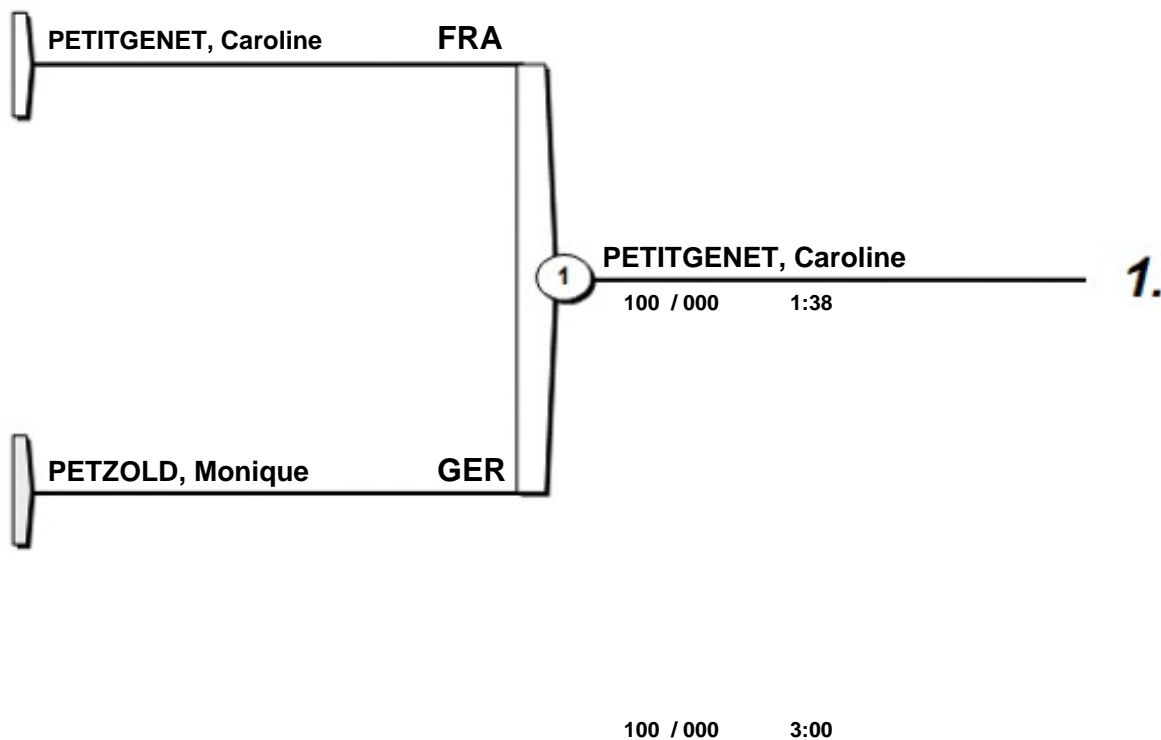 PETITGENET, Caroline FRA
PETITGENET, Caroline
1
1.
100 / 000 1:38
PETZOLD, Monique GER
100 / 000 3:00